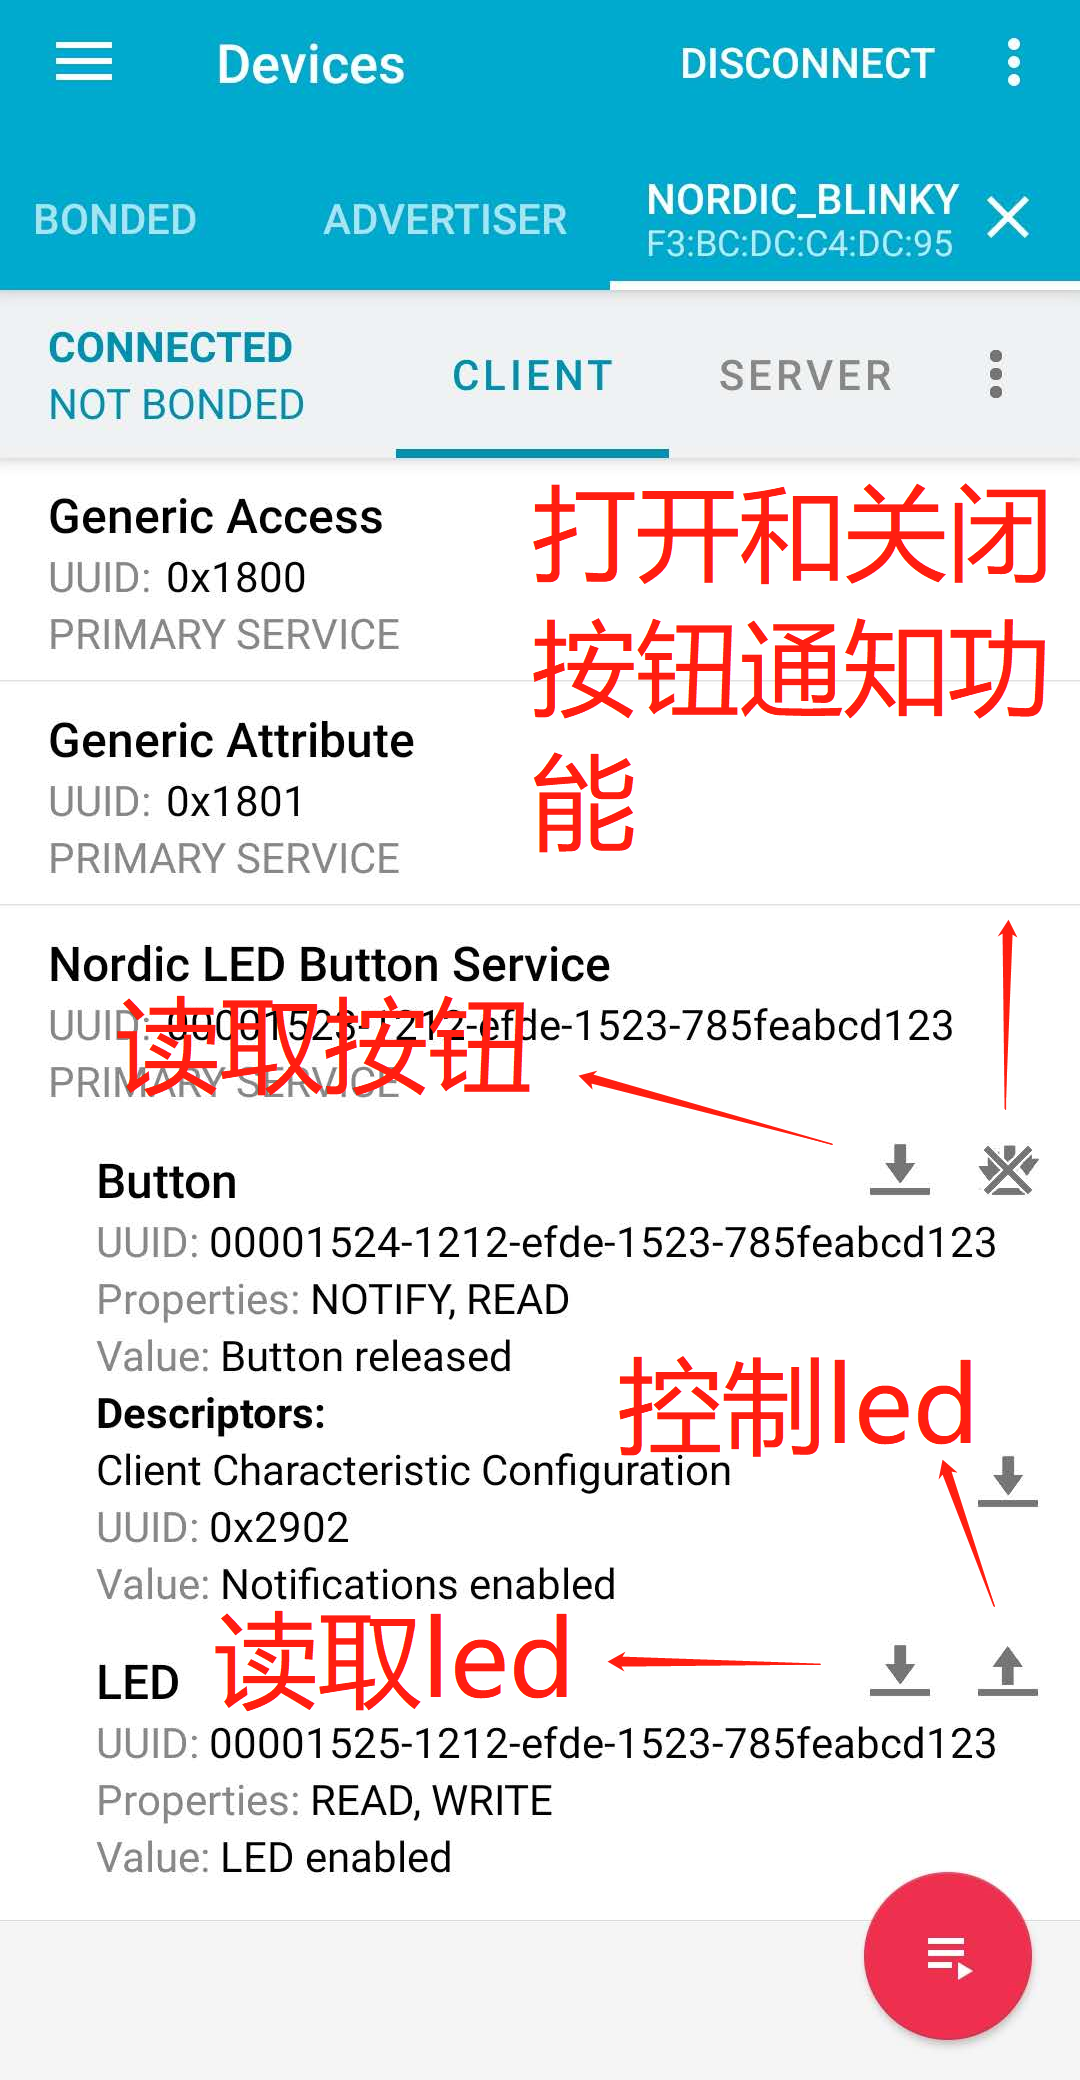 Devices
DISCONNECT
BONDED
ADVERTISER
NORDIC_BLINKY
F3:BC:DC:C4:DC:95
CONNECTED
NOT BONDED
CLIENT
SERVER
Generic Access
UUID: 0x1800
PRIMARY SERVICE
打开和关闭
按钮通知功
能
Generic Attribute
UUID: 0x1801
PRIMARY SERVICE
Nordic LED Button Service
UUID: 00001523-1212-efde-1523-785feabcd123
读取按钮
PRIMARY SERVICE
Button
UUID: 00001524-1212-efde-1523-785feabcd123
Properties: NOTIFY, READ
Value: Button released
控制led
Descriptors:
Client Characteristic Configuration
UUID: 0x2902
Value: Notifications enabled
LED
读取led
UUID: 00001525-1212-efde-1523-785feabcd123
Properties: READ, WRITE
Value: LED enabled